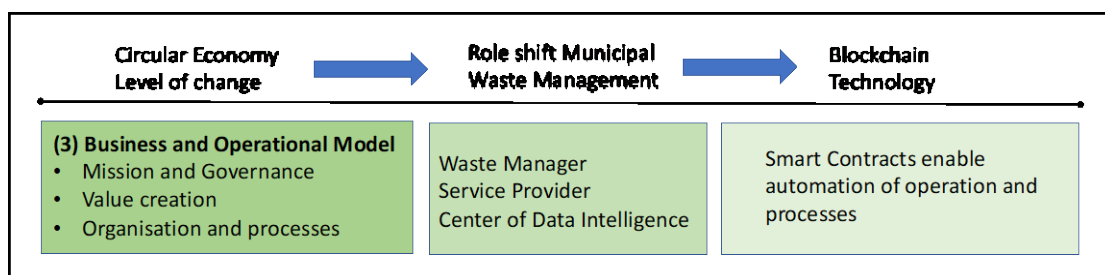 Circular Economy
Level of change
Role shift Municipal
Waste Management
Blockchain
Technology
(3) Business and Operational Model
• Mission and Governance
• Value creation
• Organisation and processes
Waste Manager
Service Provider
Center of Data Intelligence
Smart Contracts enable
automation of operation and
processes